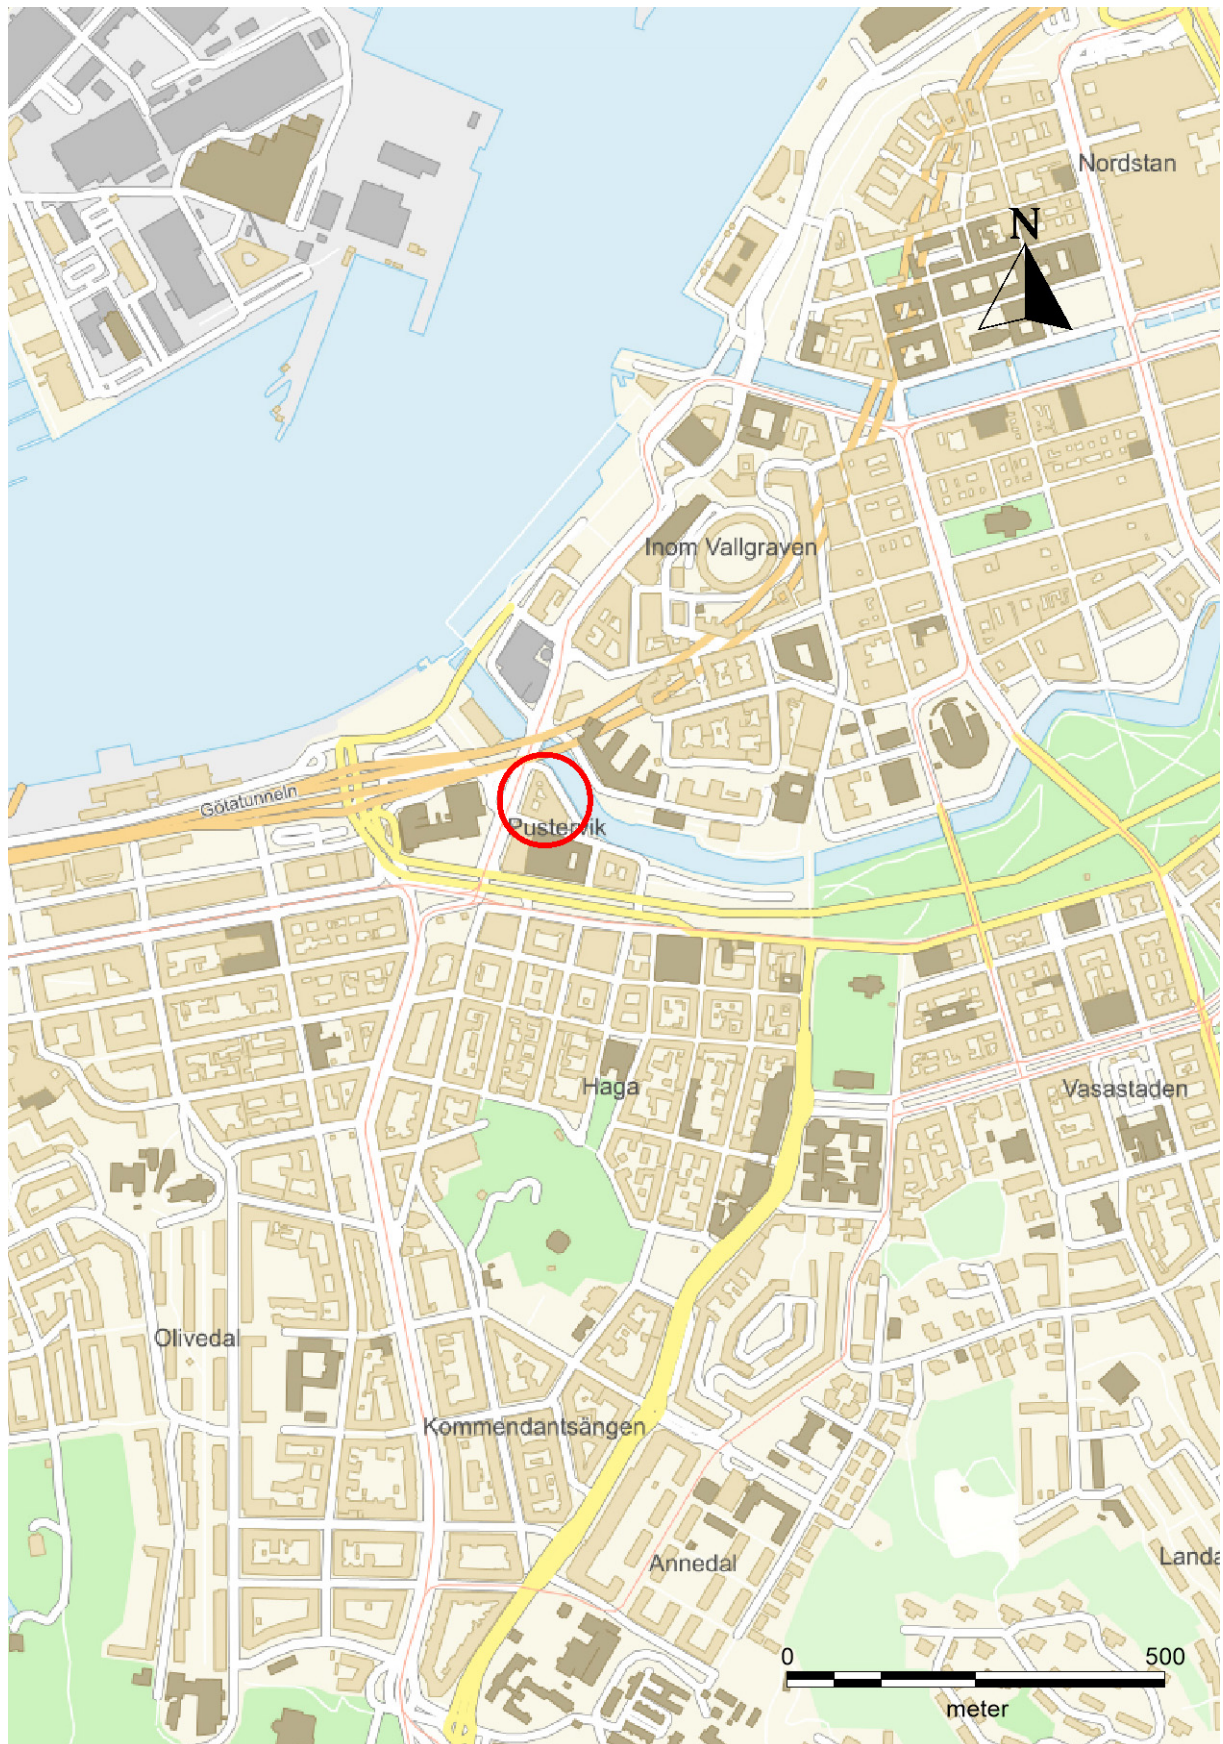 Nordstan
N
Inom Vallgraven
Götatunneln
Pustervik
Haga
Vasastaden
Olivedal
Kommendantsängen
Annedal
Landa
0 500
meter